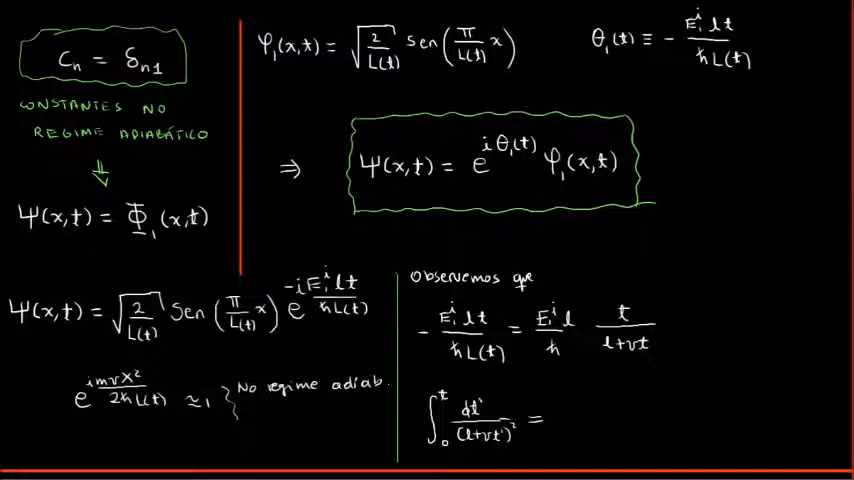 Cₙ = δₙ₁
CONSTANTES NO
REGIME ADIABÁTICO
⇓
Ψ(x,t) = Φ₁(x,t)
φ₁(x,t) = √(2/L(t)) sen(π/L(t) x)
θ₁(t) ≡ - E₁ⁱ l t / ħL(t)
⇒ Ψ(x,t) = e^{iθ₁(t)} φ₁(x,t)
Ψ(x,t) = √(2/L(t)) sen(π/L(t) x) e^{-i E₁ⁱ l t / ħL(t)}
e^{imvx²/2ħL(t)} ≃ 1 } No regime adiab.
Observemos que
- E₁ⁱ l t / ħL(t) = E₁ⁱ l / ħ t / l+vt
∫₀ᵗ dt' / (l+vt')² =